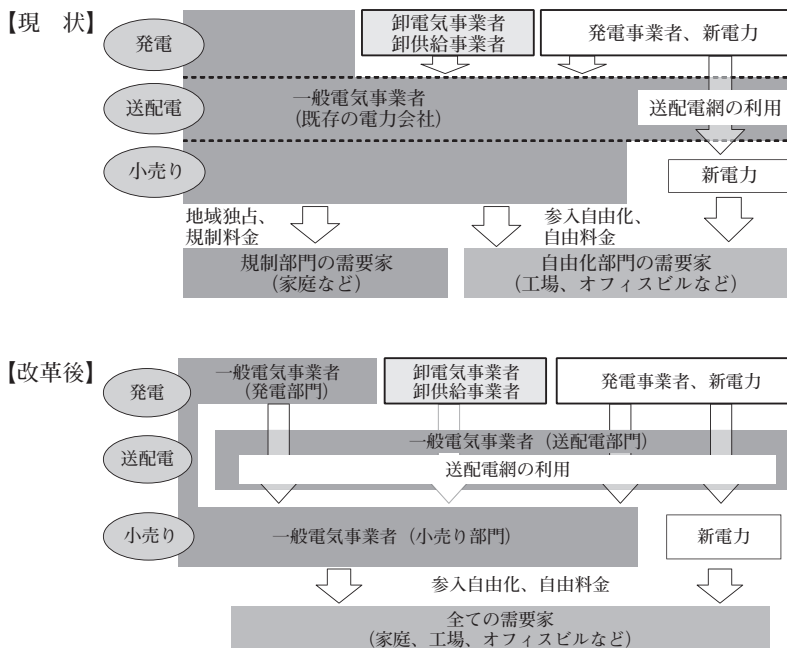 【現　状】
発電
卸電気事業者
卸供給事業者
発電事業者、新電力
送配電
一般電気事業者
（既存の電力会社）
送配電網の利用
小売り
新電力
地域独占、
規制料金
参入自由化、
自由料金
規制部門の需要家
（家庭など）
自由化部門の需要家
（工場、オフィスビルなど）
【改革後】
発電
一般電気事業者
（発電部門）
卸電気事業者
卸供給事業者
発電事業者、新電力
送配電
一般電気事業者（送配電部門）
送配電網の利用
小売り
一般電気事業者（小売り部門）
新電力
参入自由化、自由料金
全ての需要家
（家庭、工場、オフィスビルなど）